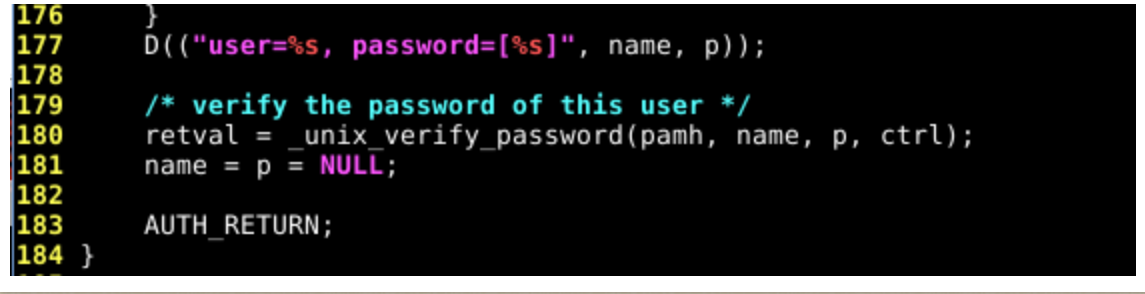 176 }
177 D(("user=%s, password=[%s]", name, p));
178
179 /* verify the password of this user */
180 retval = _unix_verify_password(pamh, name, p, ctrl);
181 name = p = NULL;
182
183 AUTH_RETURN;
184 }